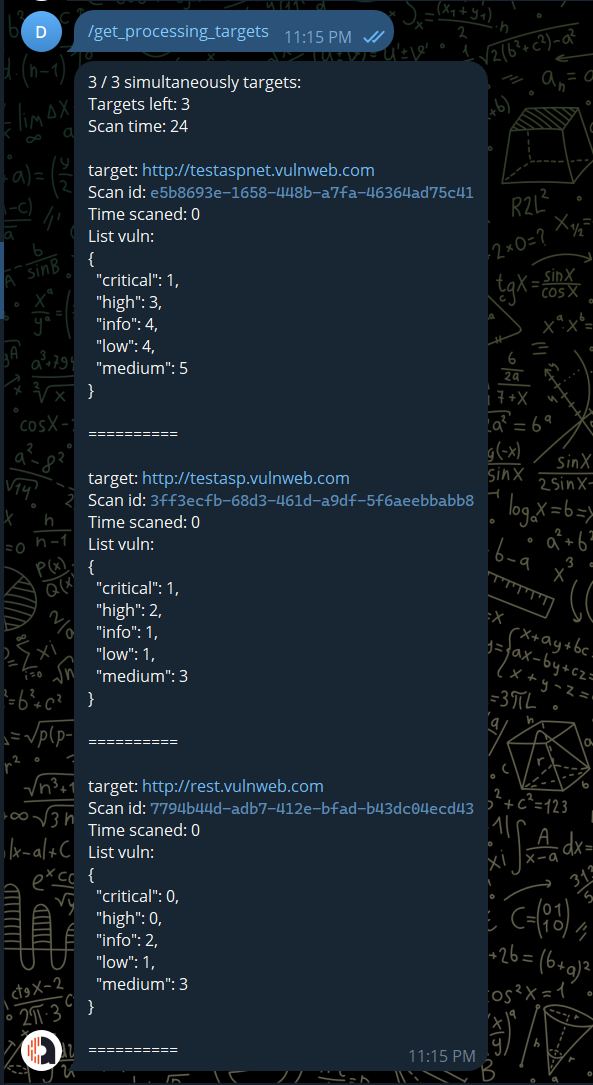 D
/get_processing_targets
11:15 PM
3 / 3 simultaneously targets:
Targets left: 3
Scan time: 24
target: http://testaspnet.vulnweb.com
Scan id: e5b8693e-1658-448b-a7fa-46364ad75c41
Time scaned: 0
List vuln:
{
"critical": 1,
"high": 3,
"info": 4,
"low": 4,
"medium": 5
}
==========
target: http://testasp.vulnweb.com
Scan id: 3ff3ecfb-68d3-461d-a9df-5f6aeebbabb8
Time scaned: 0
List vuln:
{
"critical": 1,
"high": 2,
"info": 1,
"low": 1,
"medium": 3
}
==========
target: http://rest.vulnweb.com
Scan id: 7794b44d-adb7-412e-bfad-b43dc04ecd43
Time scaned: 0
List vuln:
{
"critical": 0,
"high": 0,
"info": 2,
"low": 1,
"medium": 3
}
==========
11:15 PM